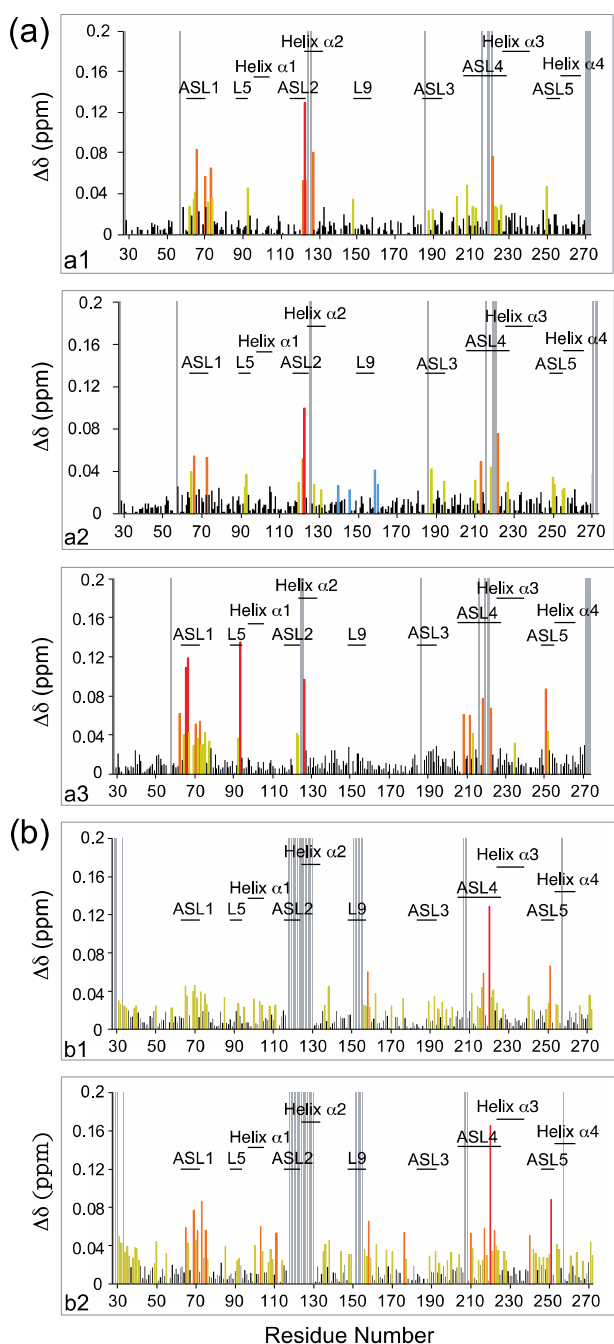 (a)
0.2
Helix α2
Helix α3
Helix α1
ASL4
Helix α4
0.16
ASL1 L5 ASL2 L9 ASL3 ASL5
0.12
0.08
0.04
0
Δδ (ppm)
30 50 70 90 110 130 150 170 190 210 230 250 270
a1
0.2
Helix α2
Helix α3
Helix α1
ASL4
Helix α4
0.16
ASL1 L5 ASL2 L9 ASL3 ASL5
0.12
0.08
0.04
0
Δδ (ppm)
30 50 70 90 110 130 150 170 190 210 230 250 270
a2
0.2
Helix α2
Helix α3
Helix α1
ASL4
Helix α4
0.16
ASL1 L5 ASL2 L9 ASL3 ASL5
0.12
0.08
0.04
0
Δδ (ppm)
30 50 70 90 110 130 150 170 190 210 230 250 270
a3
(b)
0.2
Helix α2
Helix α3
Helix α1
ASL4
Helix α4
0.16
ASL1 L5 ASL2 L9 ASL3 ASL5
0.12
0.08
0.04
0
Δδ (ppm)
30 50 70 90 110 130 150 170 190 210 230 250 270
b1
0.2
Helix α2
Helix α3
Helix α1
ASL4
Helix α4
0.16
ASL1 L5 ASL2 L9 ASL3 ASL5
0.12
0.08
0.04
0
Δδ (ppm)
30 50 70 90 110 130 150 170 190 210 230 250 270
b2
Residue Number